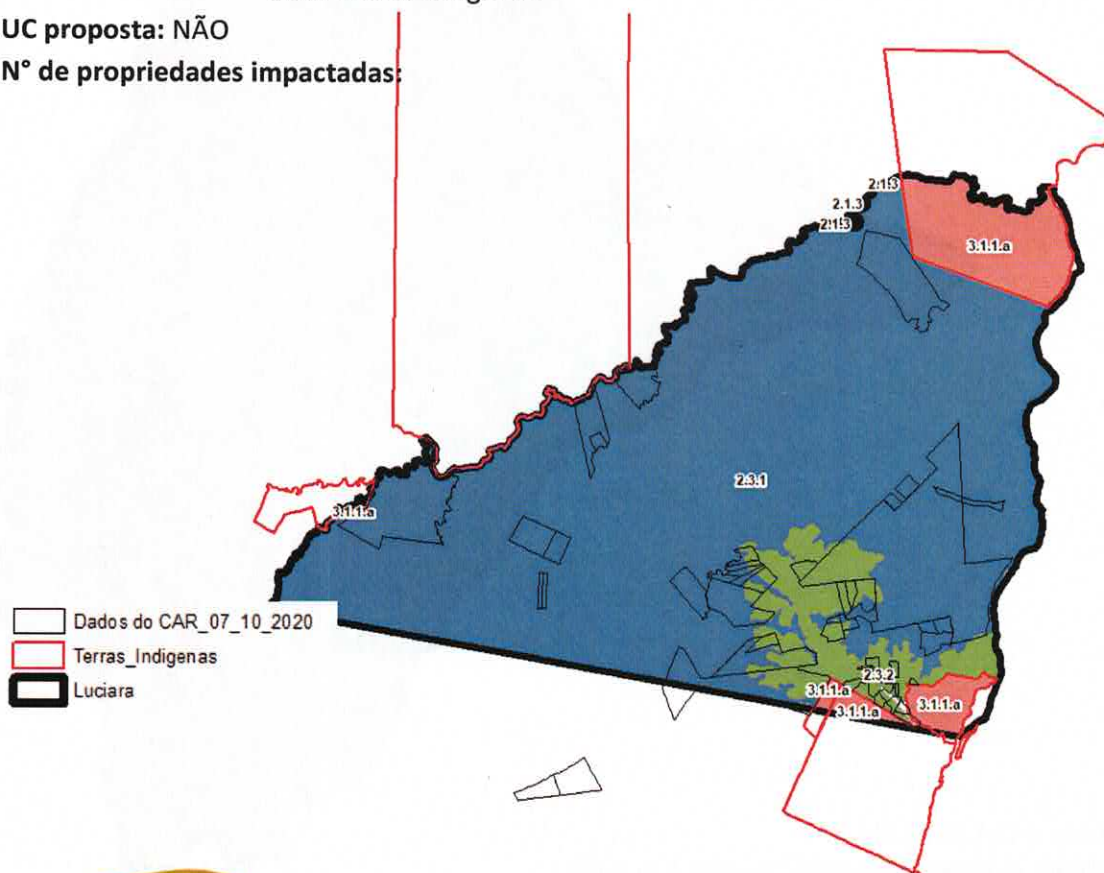 UC proposta: NÃO
N° de propriedades impactadas:
2.1.3
2.1.3
2.1.3
3.1.1.a
2.3.1
3.1.1.a
2.3.2
3.1.1.a
3.1.1.a
3.1.1.a
Dados do CAR_07_10_2020
Terras_Indigenas
Luciara